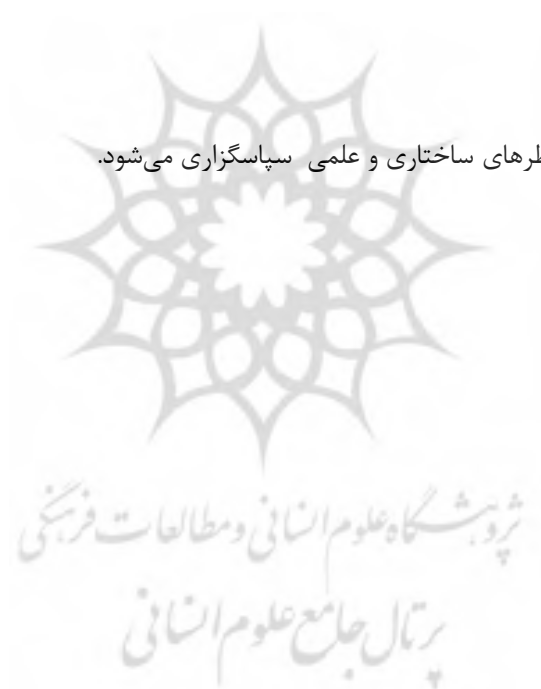 طرهای ساختاری و علمی سپاسگزاری می‌شود.
پژوهشگاه علوم انسانی و مطالعات فرهنگی
پرتال جامع علوم انسانی